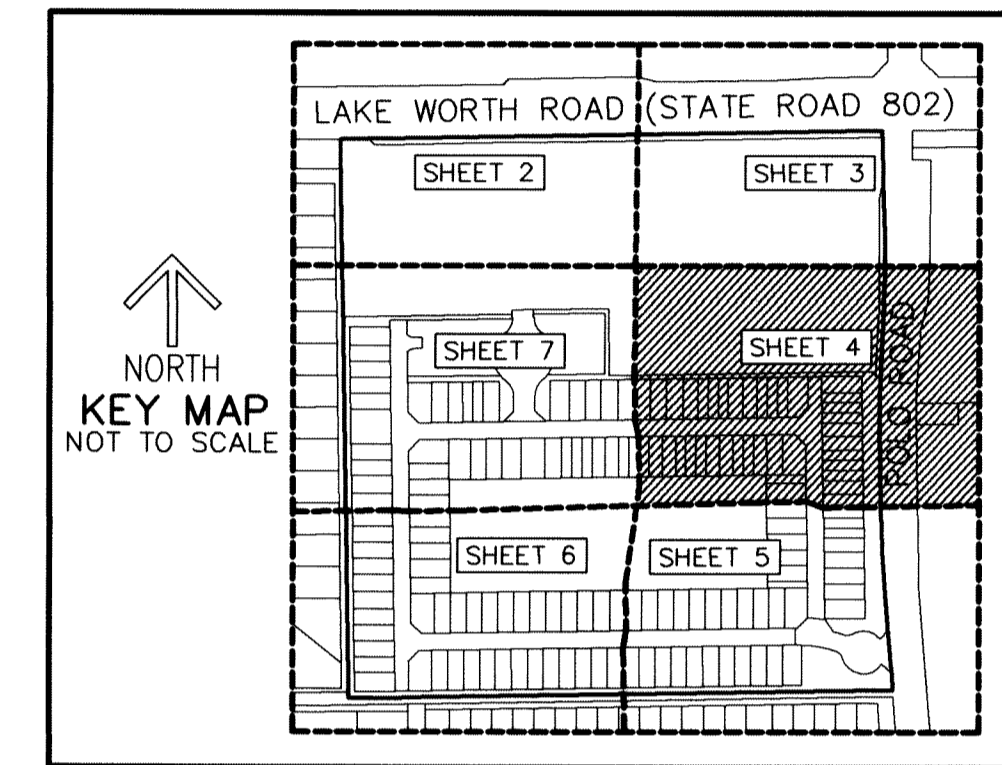 LAKE WORTH ROAD (STATE ROAD 802)
SHEET 2
SHEET 3
NORTH
KEY MAP
NOT TO SCALE
SHEET 7
SHEET 4
POLO ROAD
SHEET 6
SHEET 5